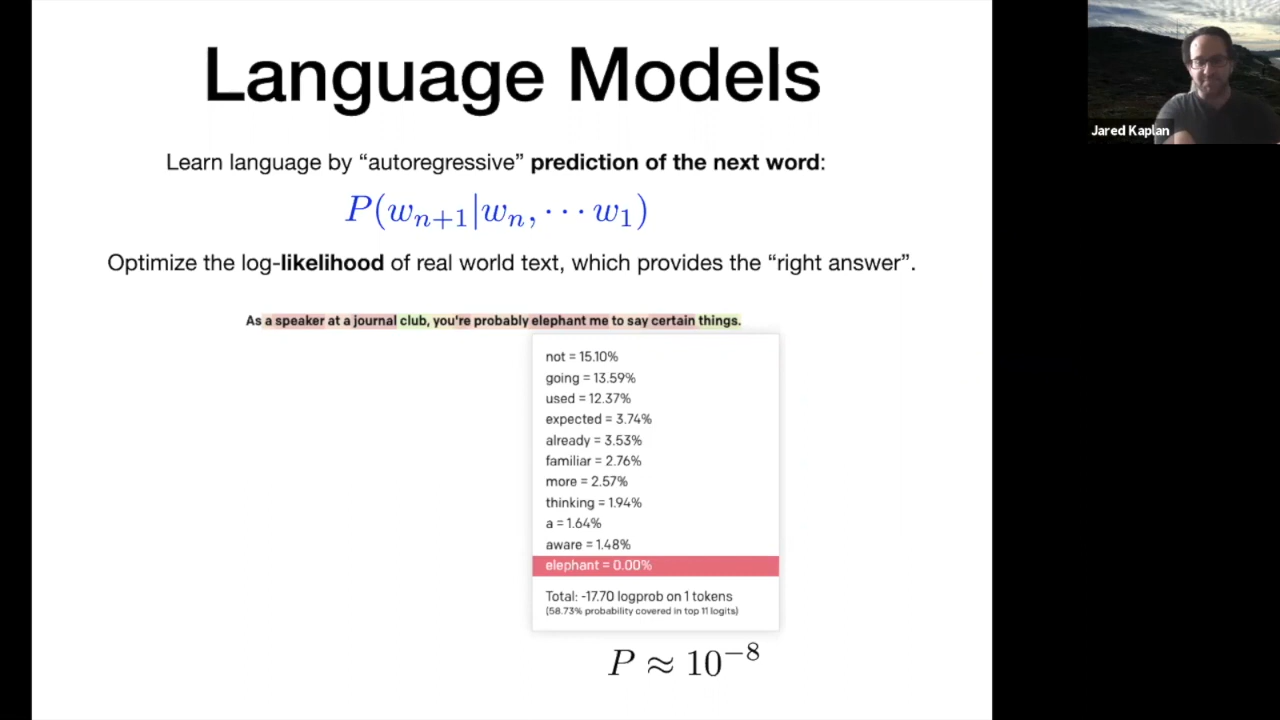 Language Models
Learn language by “autoregressive” prediction of the next word:
P(w_{n+1}|w_n, ⋯ w_1)
Optimize the log-likelihood of real world text, which provides the “right answer”.
As a speaker at a journal club, you're probably elephant me to say certain things.
not = 15.10%
going = 13.59%
used = 12.37%
expected = 3.74%
already = 3.53%
familiar = 2.76%
more = 2.57%
thinking = 1.94%
a = 1.64%
aware = 1.48%
elephant = 0.00%
Total: -17.70 logprob on 1 tokens
(58.73% probability covered in top 11 logits)
P ≈ 10^{−8}
Jared Kaplan